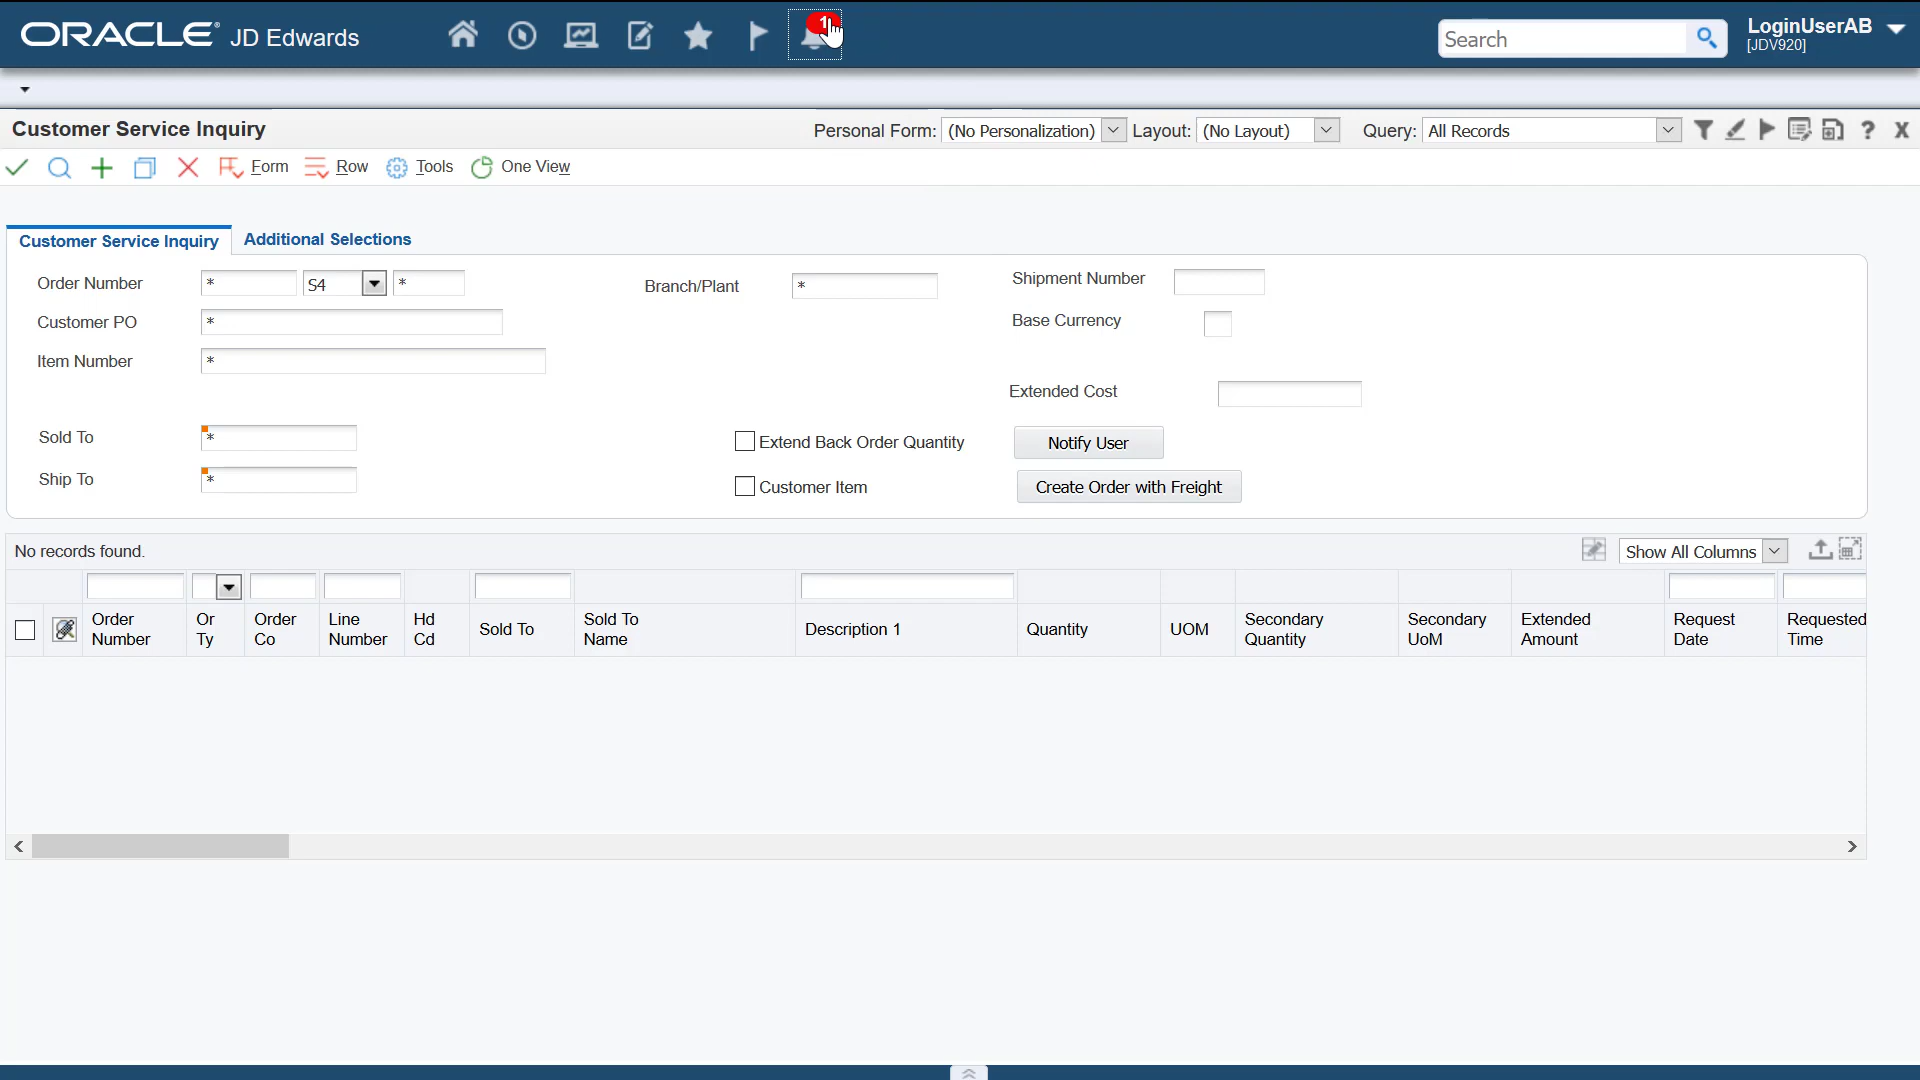 ORACLE JD Edwards 1 Search LoginUserAB
[JDV920]
Customer Service Inquiry Personal Form: (No Personalization) Layout: (No Layout) Query: All Records ? X
Form Row Tools One View
Customer Service Inquiry Additional Selections
Order Number * S4 * Branch/Plant * Shipment Number
Customer PO * Base Currency
Item Number *
Extended Cost
Sold To * Extend Back Order Quantity Notify User
Ship To * Customer Item Create Order with Freight
No records found. Show All Columns
Order Number Or Ty Order Co Line Number Hd Cd Sold To Sold To Name Description 1 Quantity UOM Secondary Quantity Secondary UoM Extended Amount Request Date Requested Time